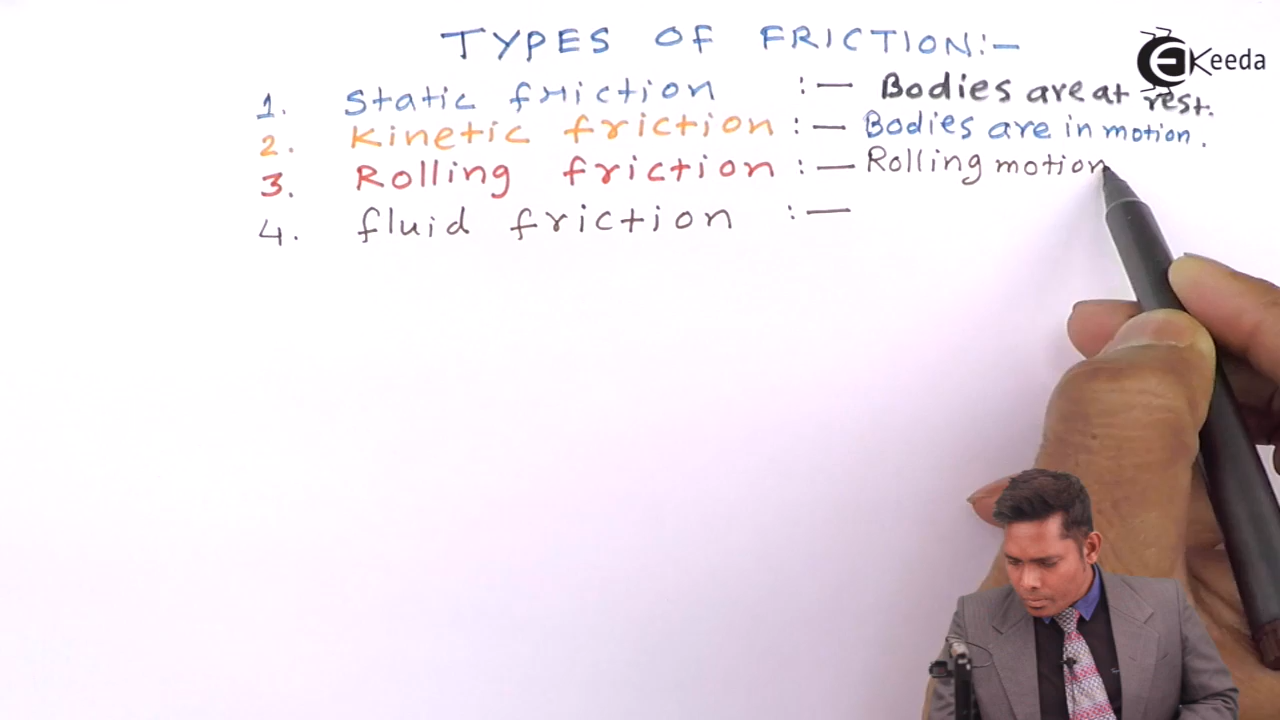 TYPES OF FRICTION:-
EKeeda
1. Static friction :- Bodies are at rest.
2. Kinetic friction :- Bodies are in motion.
3. Rolling friction :- Rolling motion
4. fluid friction :-